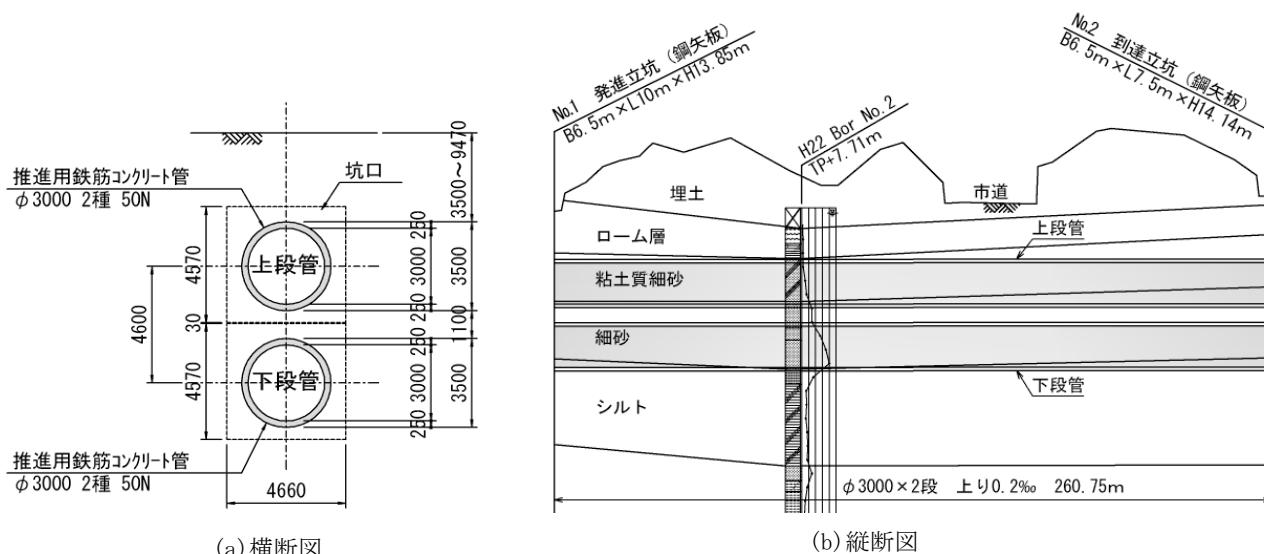 推進用鉄筋コンクリート管
φ3000 2種 50N
坑口
上段管
下段管
4570
4600
30
4570
250
3000
250
250
3000
250
3500～9470
3500
1100
3500
推進用鉄筋コンクリート管
φ3000 2種 50N
4660
(a)横断図
No.1 発進立坑（鋼矢板）
B6.5m×L10m×H13.85m
H22 Bor No.2
TP+7.71m
No.2 到達立坑（鋼矢板）
B6.5m×L7.5m×H14.14m
埋土
市道
ローム層
上段管
粘土質細砂
細砂
下段管
シルト
φ3000×2段 上り0.2‰ 260.75m
(b)縦断図